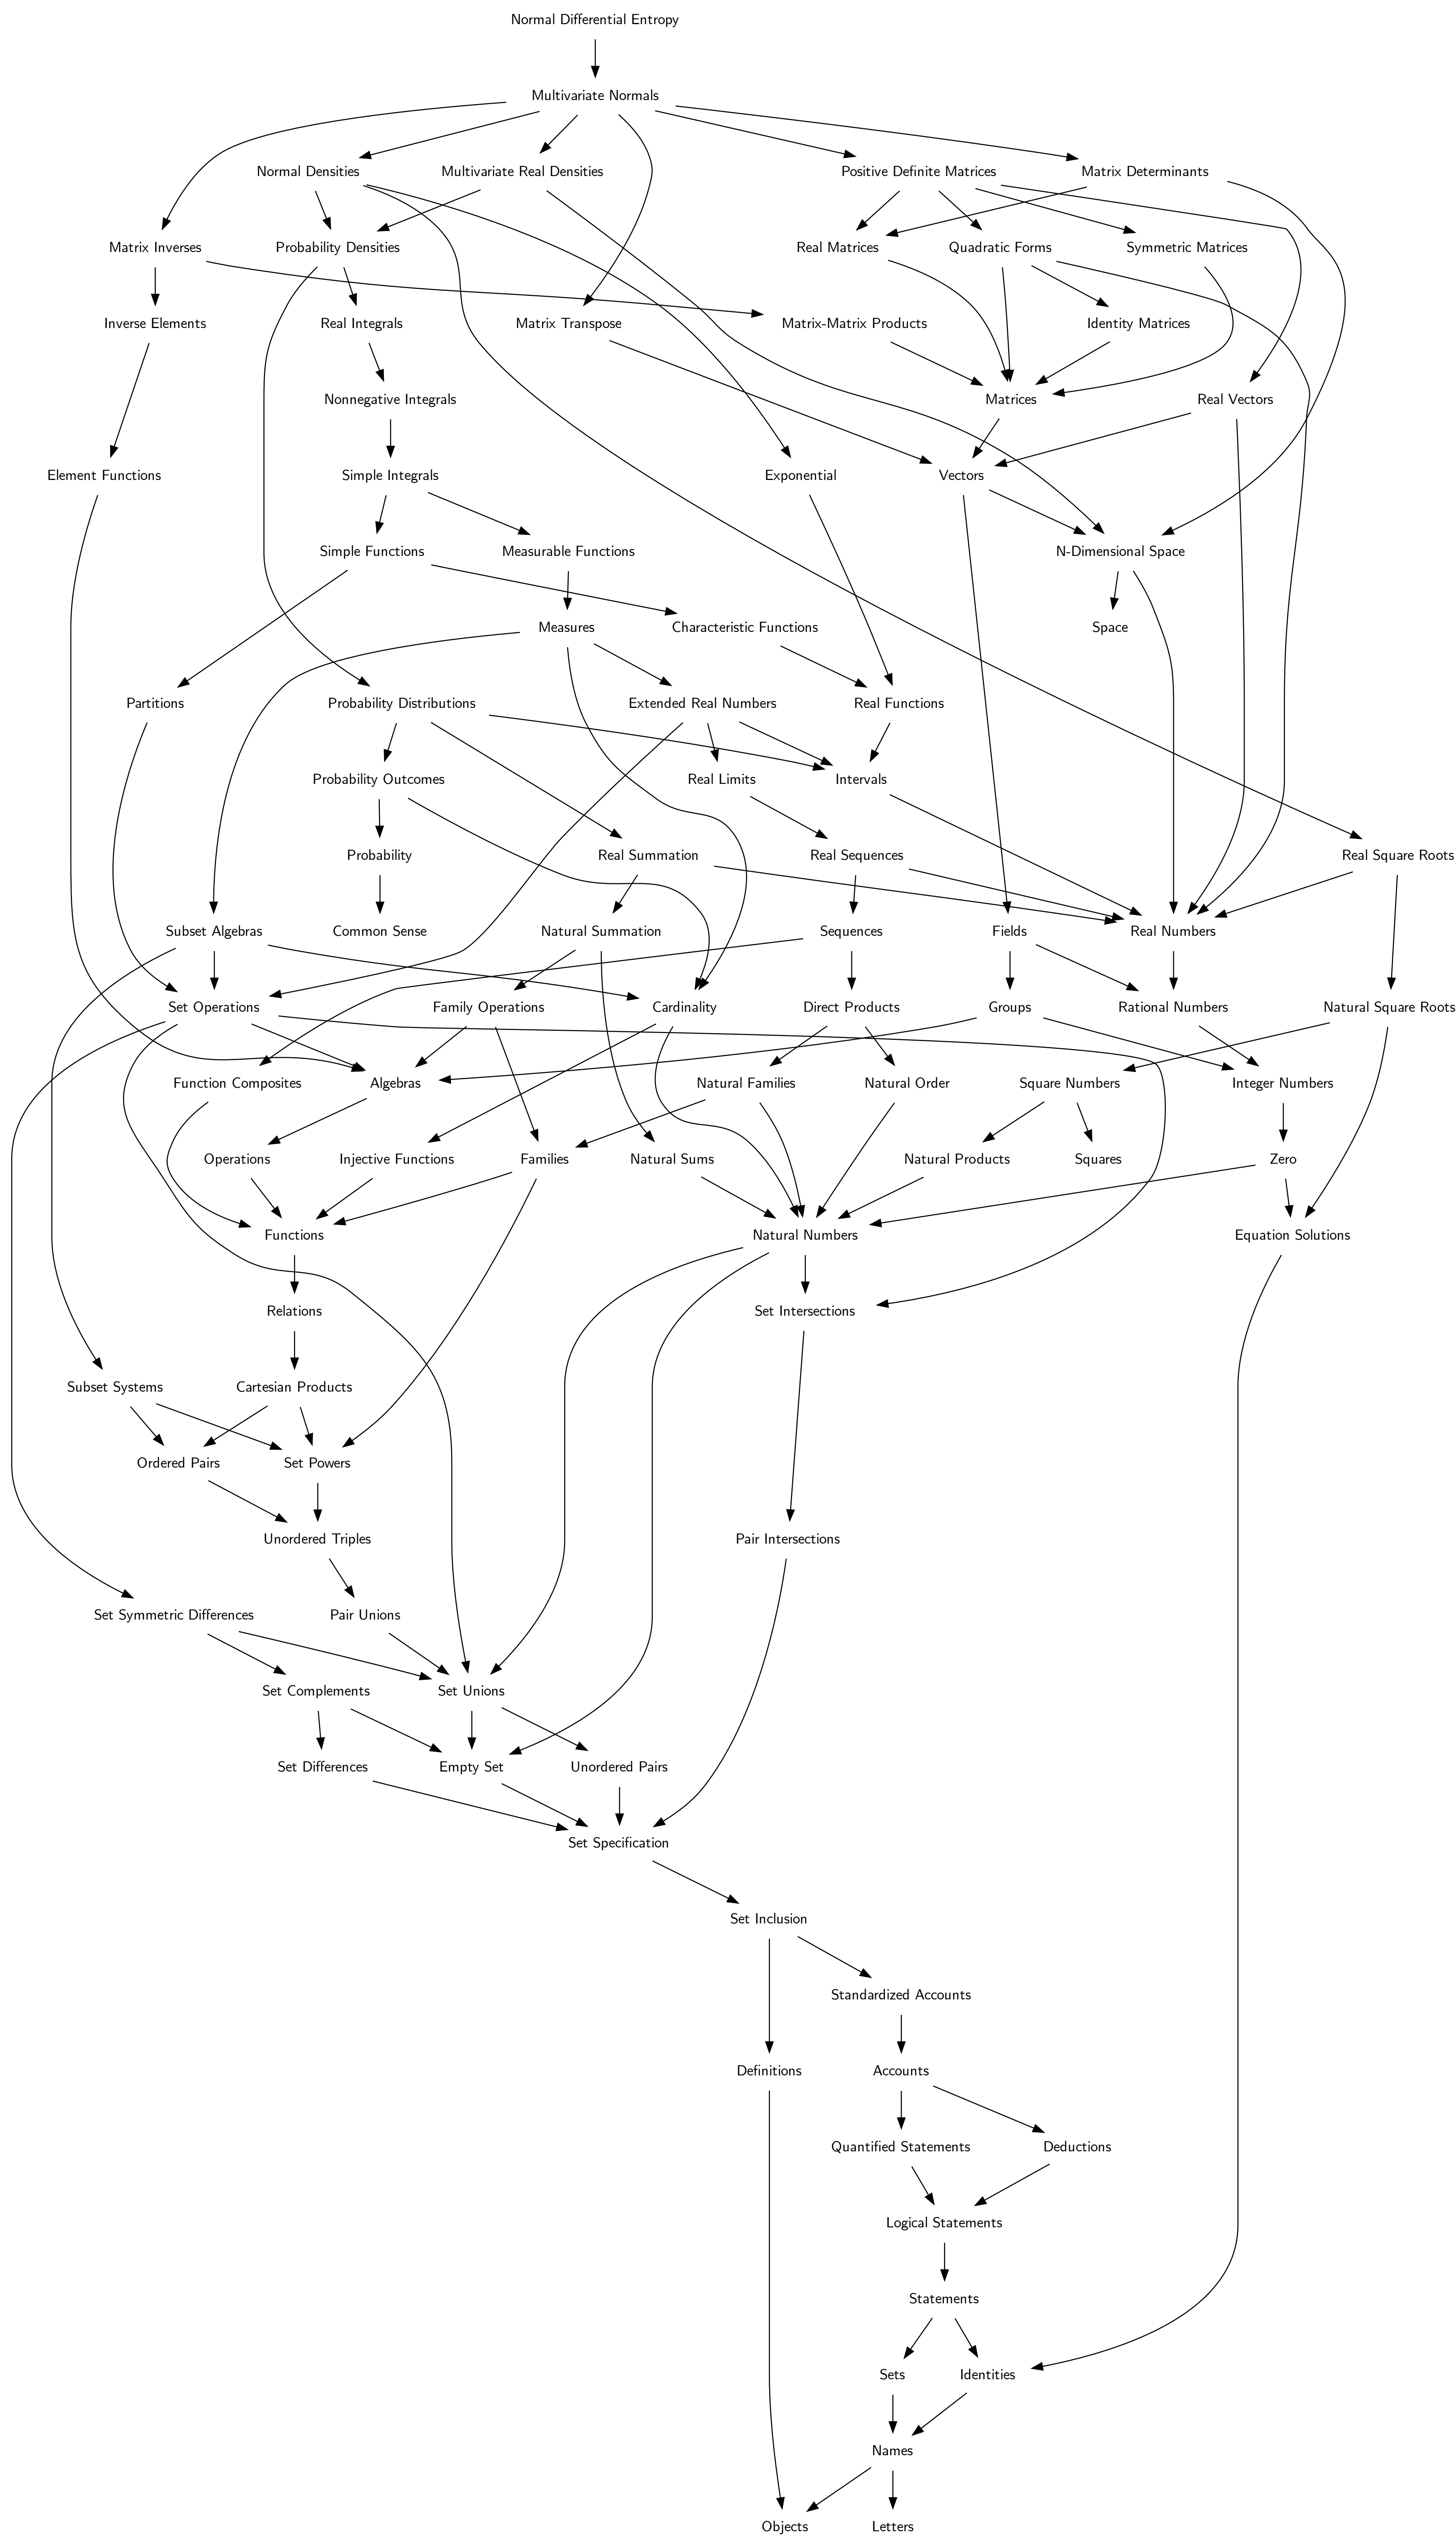 Normal Differential Entropy
Multivariate Normals
Normal Densities
Multivariate Real Densities
Positive Definite Matrices
Matrix Determinants
Matrix Inverses
Probability Densities
Real Matrices
Quadratic Forms
Symmetric Matrices
Inverse Elements
Real Integrals
Matrix Transpose
Matrix-Matrix Products
Identity Matrices
Nonnegative Integrals
Matrices
Real Vectors
Element Functions
Simple Integrals
Exponential
Vectors
Simple Functions
Measurable Functions
N-Dimensional Space
Measures
Characteristic Functions
Space
Partitions
Probability Distributions
Extended Real Numbers
Real Functions
Probability Outcomes
Real Limits
Intervals
Probability
Real Summation
Real Sequences
Real Square Roots
Subset Algebras
Common Sense
Natural Summation
Sequences
Fields
Real Numbers
Set Operations
Family Operations
Cardinality
Direct Products
Groups
Rational Numbers
Natural Square Roots
Function Composites
Algebras
Natural Families
Natural Order
Square Numbers
Integer Numbers
Operations
Injective Functions
Families
Natural Sums
Natural Products
Squares
Zero
Functions
Natural Numbers
Equation Solutions
Relations
Set Intersections
Subset Systems
Cartesian Products
Ordered Pairs
Set Powers
Unordered Triples
Pair Intersections
Set Symmetric Differences
Pair Unions
Set Complements
Set Unions
Set Differences
Empty Set
Unordered Pairs
Set Specification
Set Inclusion
Standardized Accounts
Definitions
Accounts
Quantified Statements
Deductions
Logical Statements
Statements
Sets
Identities
Names
Objects
Letters